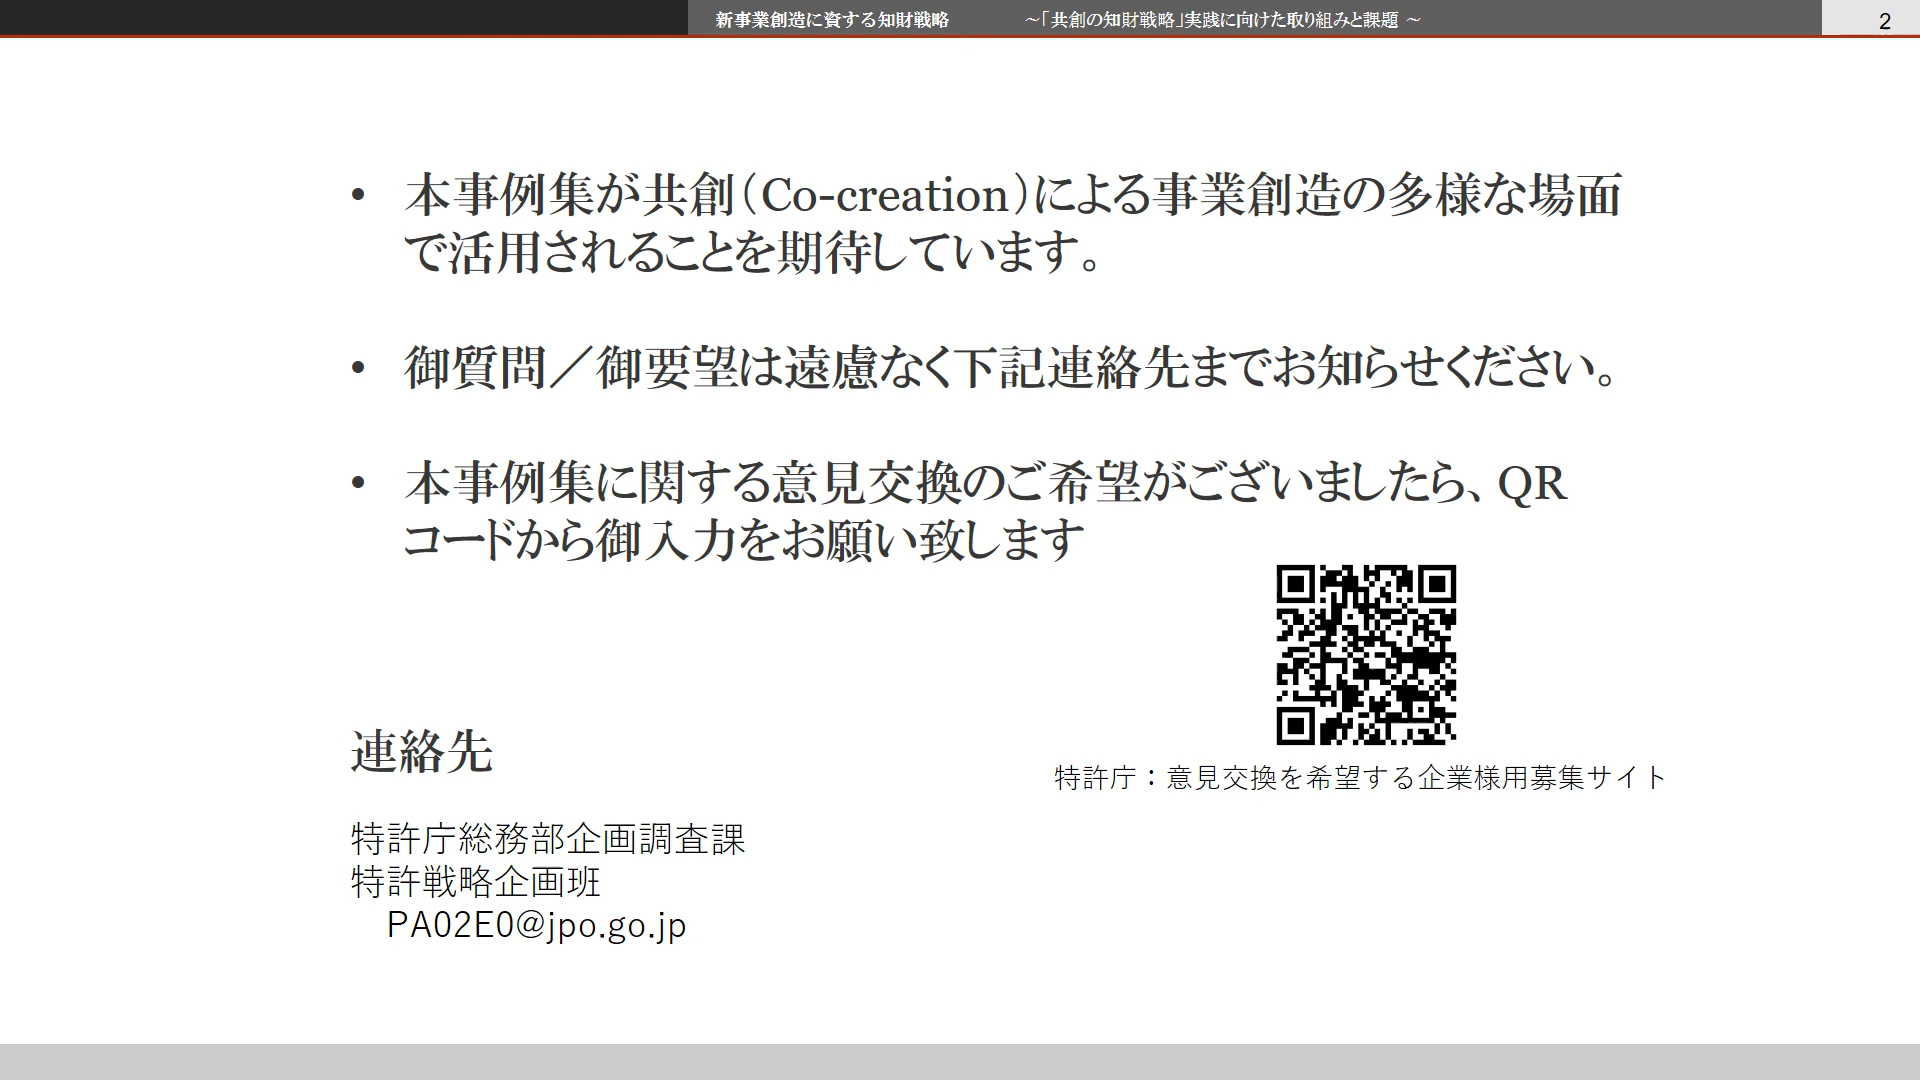 新事業創造に資する知財戦略 ～「共創の知財戦略」実践に向けた取り組みと課題 ～ 2
• 本事例集が共創（Co-creation）による事業創造の多様な場面
で活用されることを期待しています。
• 御質問／御要望は遠慮なく下記連絡先までお知らせください。
• 本事例集に関する意見交換のご希望がございましたら、QR
コードから御入力をお願い致します
特許庁：意見交換を希望する企業様用募集サイト
連絡先
特許庁総務部企画調査課
特許戦略企画班
PA02E0@jpo.go.jp